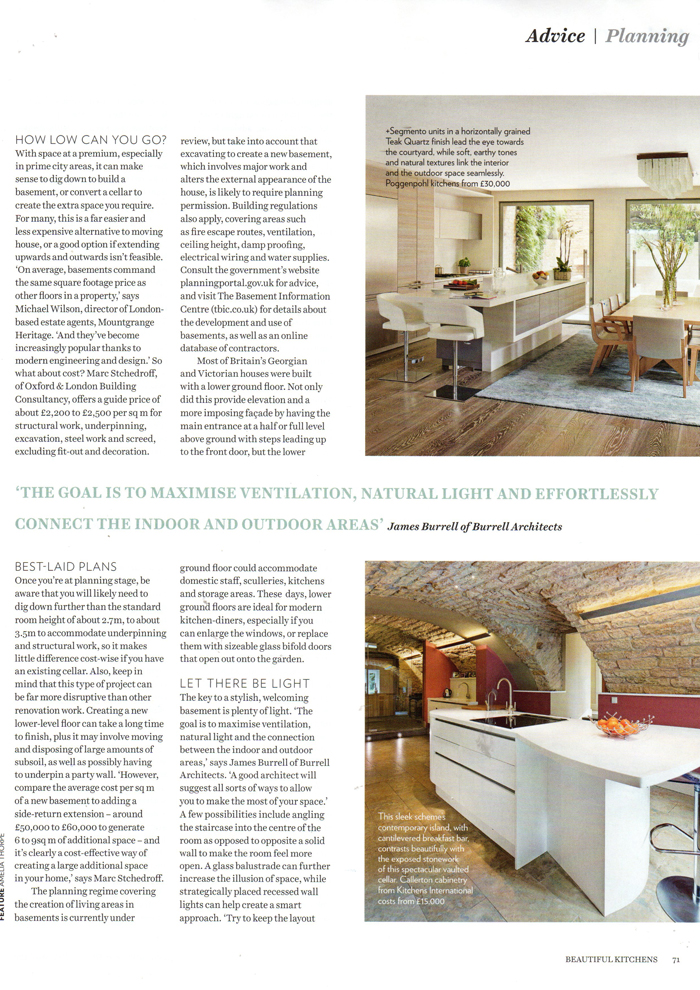 Advice | Planning
HOW LOW CAN YOU GO?
With space at a premium, especially
in prime city areas, it can make
sense to dig down to build a
basement, or convert a cellar to
create the extra space you require.
For many, this is a far easier and
less expensive alternative to moving
house, or a good option if extending
upwards and outwards isn't feasible.
'On average, basements command
the same square footage price as
other floors in a property,' says
Michael Wilson, director of London-
based estate agents, Mountgrange
Heritage. 'And they've become
increasingly popular thanks to
modern engineering and design.' So
what about cost? Marc Stchedroff,
of Oxford & London Building
Consultancy, offers a guide price of
about £2,200 to £2,500 per sq m for
structural work, underpinning,
excavation, steel work and screed,
excluding fit-out and decoration.
review, but take into account that
excavating to create a new basement,
which involves major work and
alters the external appearance of the
house, is likely to require planning
permission. Building regulations
also apply, covering areas such
as fire escape routes, ventilation,
ceiling height, damp proofing,
electrical wiring and water supplies.
Consult the government's website
planningportal.gov.uk for advice,
and visit The Basement Information
Centre (tbic.co.uk) for details about
the development and use of
basements, as well as an online
database of contractors.
Most of Britain's Georgian
and Victorian houses were built
with a lower ground floor. Not only
did this provide elevation and a
more imposing façade by having the
main entrance at a half or full level
above ground with steps leading up
to the front door, but the lower
+Segmento units in a horizontally grained
Teak Quartz finish lead the eye towards
the courtyard, while soft, earthy tones
and natural textures link the interior
and the outdoor space seamlessly.
Poggenpohl kitchens from £30,000
'THE GOAL IS TO MAXIMISE VENTILATION, NATURAL LIGHT AND EFFORTLESSLY
CONNECT THE INDOOR AND OUTDOOR AREAS' James Burrell of Burrell Architects
BEST-LAID PLANS
Once you're at planning stage, be
aware that you will likely need to
dig down further than the standard
room height of about 2.7m, to about
3.5m to accommodate underpinning
and structural work, so it makes
little difference cost-wise if you have
an existing cellar. Also, keep in
mind that this type of project can
be far more disruptive than other
renovation work. Creating a new
lower-level floor can take a long time
to finish, plus it may involve moving
and disposing of large amounts of
subsoil, as well as possibly having
to underpin a party wall. 'However,
compare the average cost per sq m
of a new basement to adding a
side-return extension – around
£50,000 to £60,000 to generate
6 to 9sq m of additional space – and
it's clearly a cost-effective way of
creating a large additional space
in your home,' says Marc Stchedroff.
The planning regime covering
the creation of living areas in
basements is currently under
ground floor could accommodate
domestic staff, sculleries, kitchens
and storage areas. These days, lower
ground floors are ideal for modern
kitchen-diners, especially if you
can enlarge the windows, or replace
them with sizeable glass bifold doors
that open out onto the garden.
LET THERE BE LIGHT
The key to a stylish, welcoming
basement is plenty of light. 'The
goal is to maximise ventilation,
natural light and the connection
between the indoor and outdoor
areas,' says James Burrell of Burrell
Architects. 'A good architect will
suggest all sorts of ways to allow
you to make the most of your space.'
A few possibilities include angling
the staircase into the centre of the
room as opposed to opposite a solid
wall to make the room feel more
open. A glass balustrade can further
increase the illusion of space, while
strategically placed recessed wall
lights can help create a smart
approach. 'Try to keep the layout
This sleek scheme's
contemporary island, with
cantilevered breakfast bar,
contrasts beautifully with
the exposed stonework
of this spectacular vaulted
cellar. Callerton cabinetry
from Kitchens International
costs from £15,000
FEATURE AMELIA THORPE
BEAUTIFUL KITCHENS 71